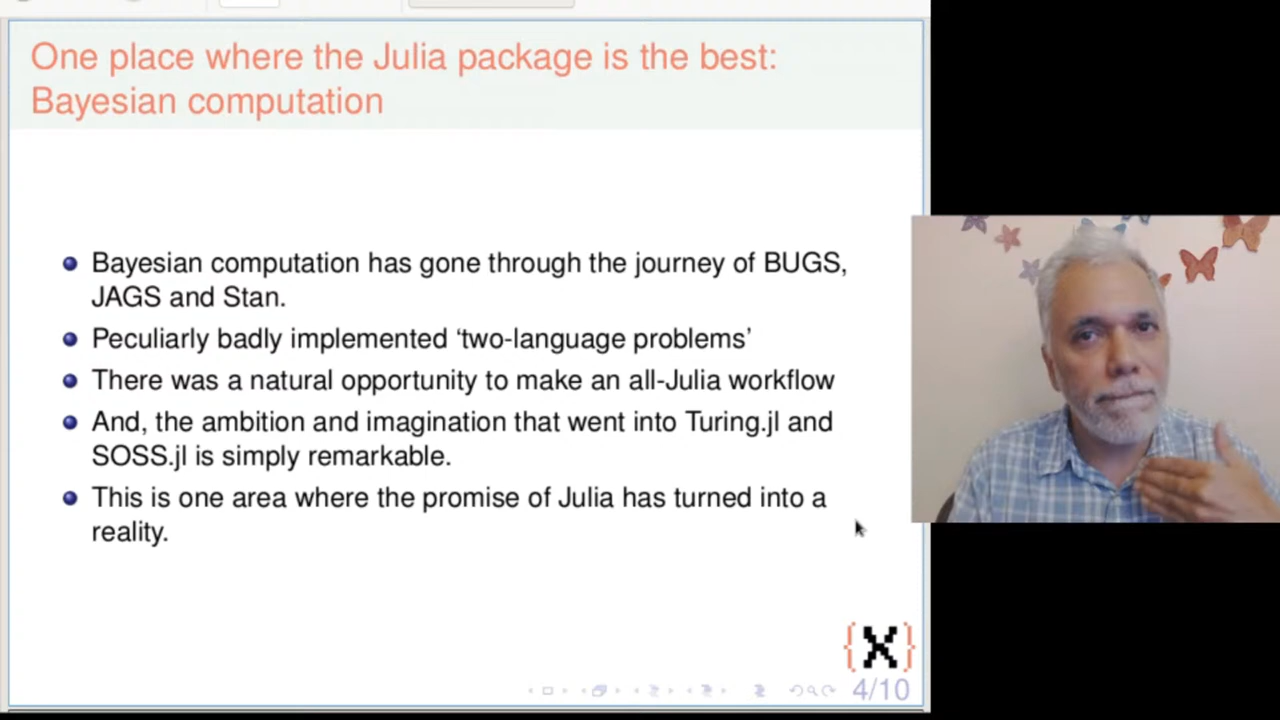 One place where the Julia package is the best:
Bayesian computation
Bayesian computation has gone through the journey of BUGS,
JAGS and Stan.
Peculiarly badly implemented ‘two-language problems’
There was a natural opportunity to make an all-Julia workflow
And, the ambition and imagination that went into Turing.jl and
SOSS.jl is simply remarkable.
This is one area where the promise of Julia has turned into a
reality.
{X}
4/10